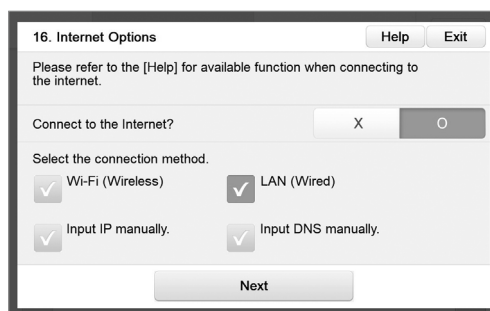 16. Internet Options
Help
Exit
Please refer to the [Help] for available function when connecting to
the internet.
Connect to the Internet?
X
O
Select the connection method.
Wi-Fi (Wireless)
LAN (Wired)
Input IP manually.
Input DNS manually.
Next